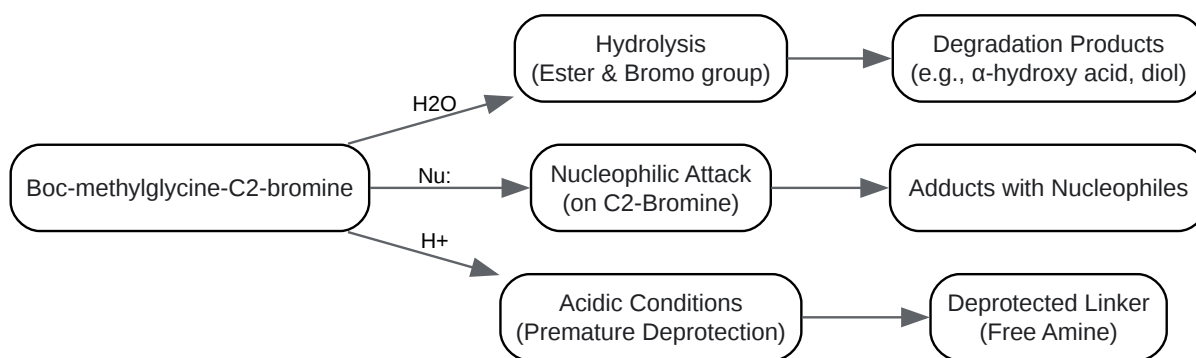 Hydrolysis
(Ester & Bromo group)
Degradation Products
(e.g., α-hydroxy acid, diol)
H2O
Boc-methylglycine-C2-bromine
Nu:
Nucleophilic Attack
(on C2-Bromine)
Adducts with Nucleophiles
H+
Acidic Conditions
(Premature Deprotection)
Deprotected Linker
(Free Amine)